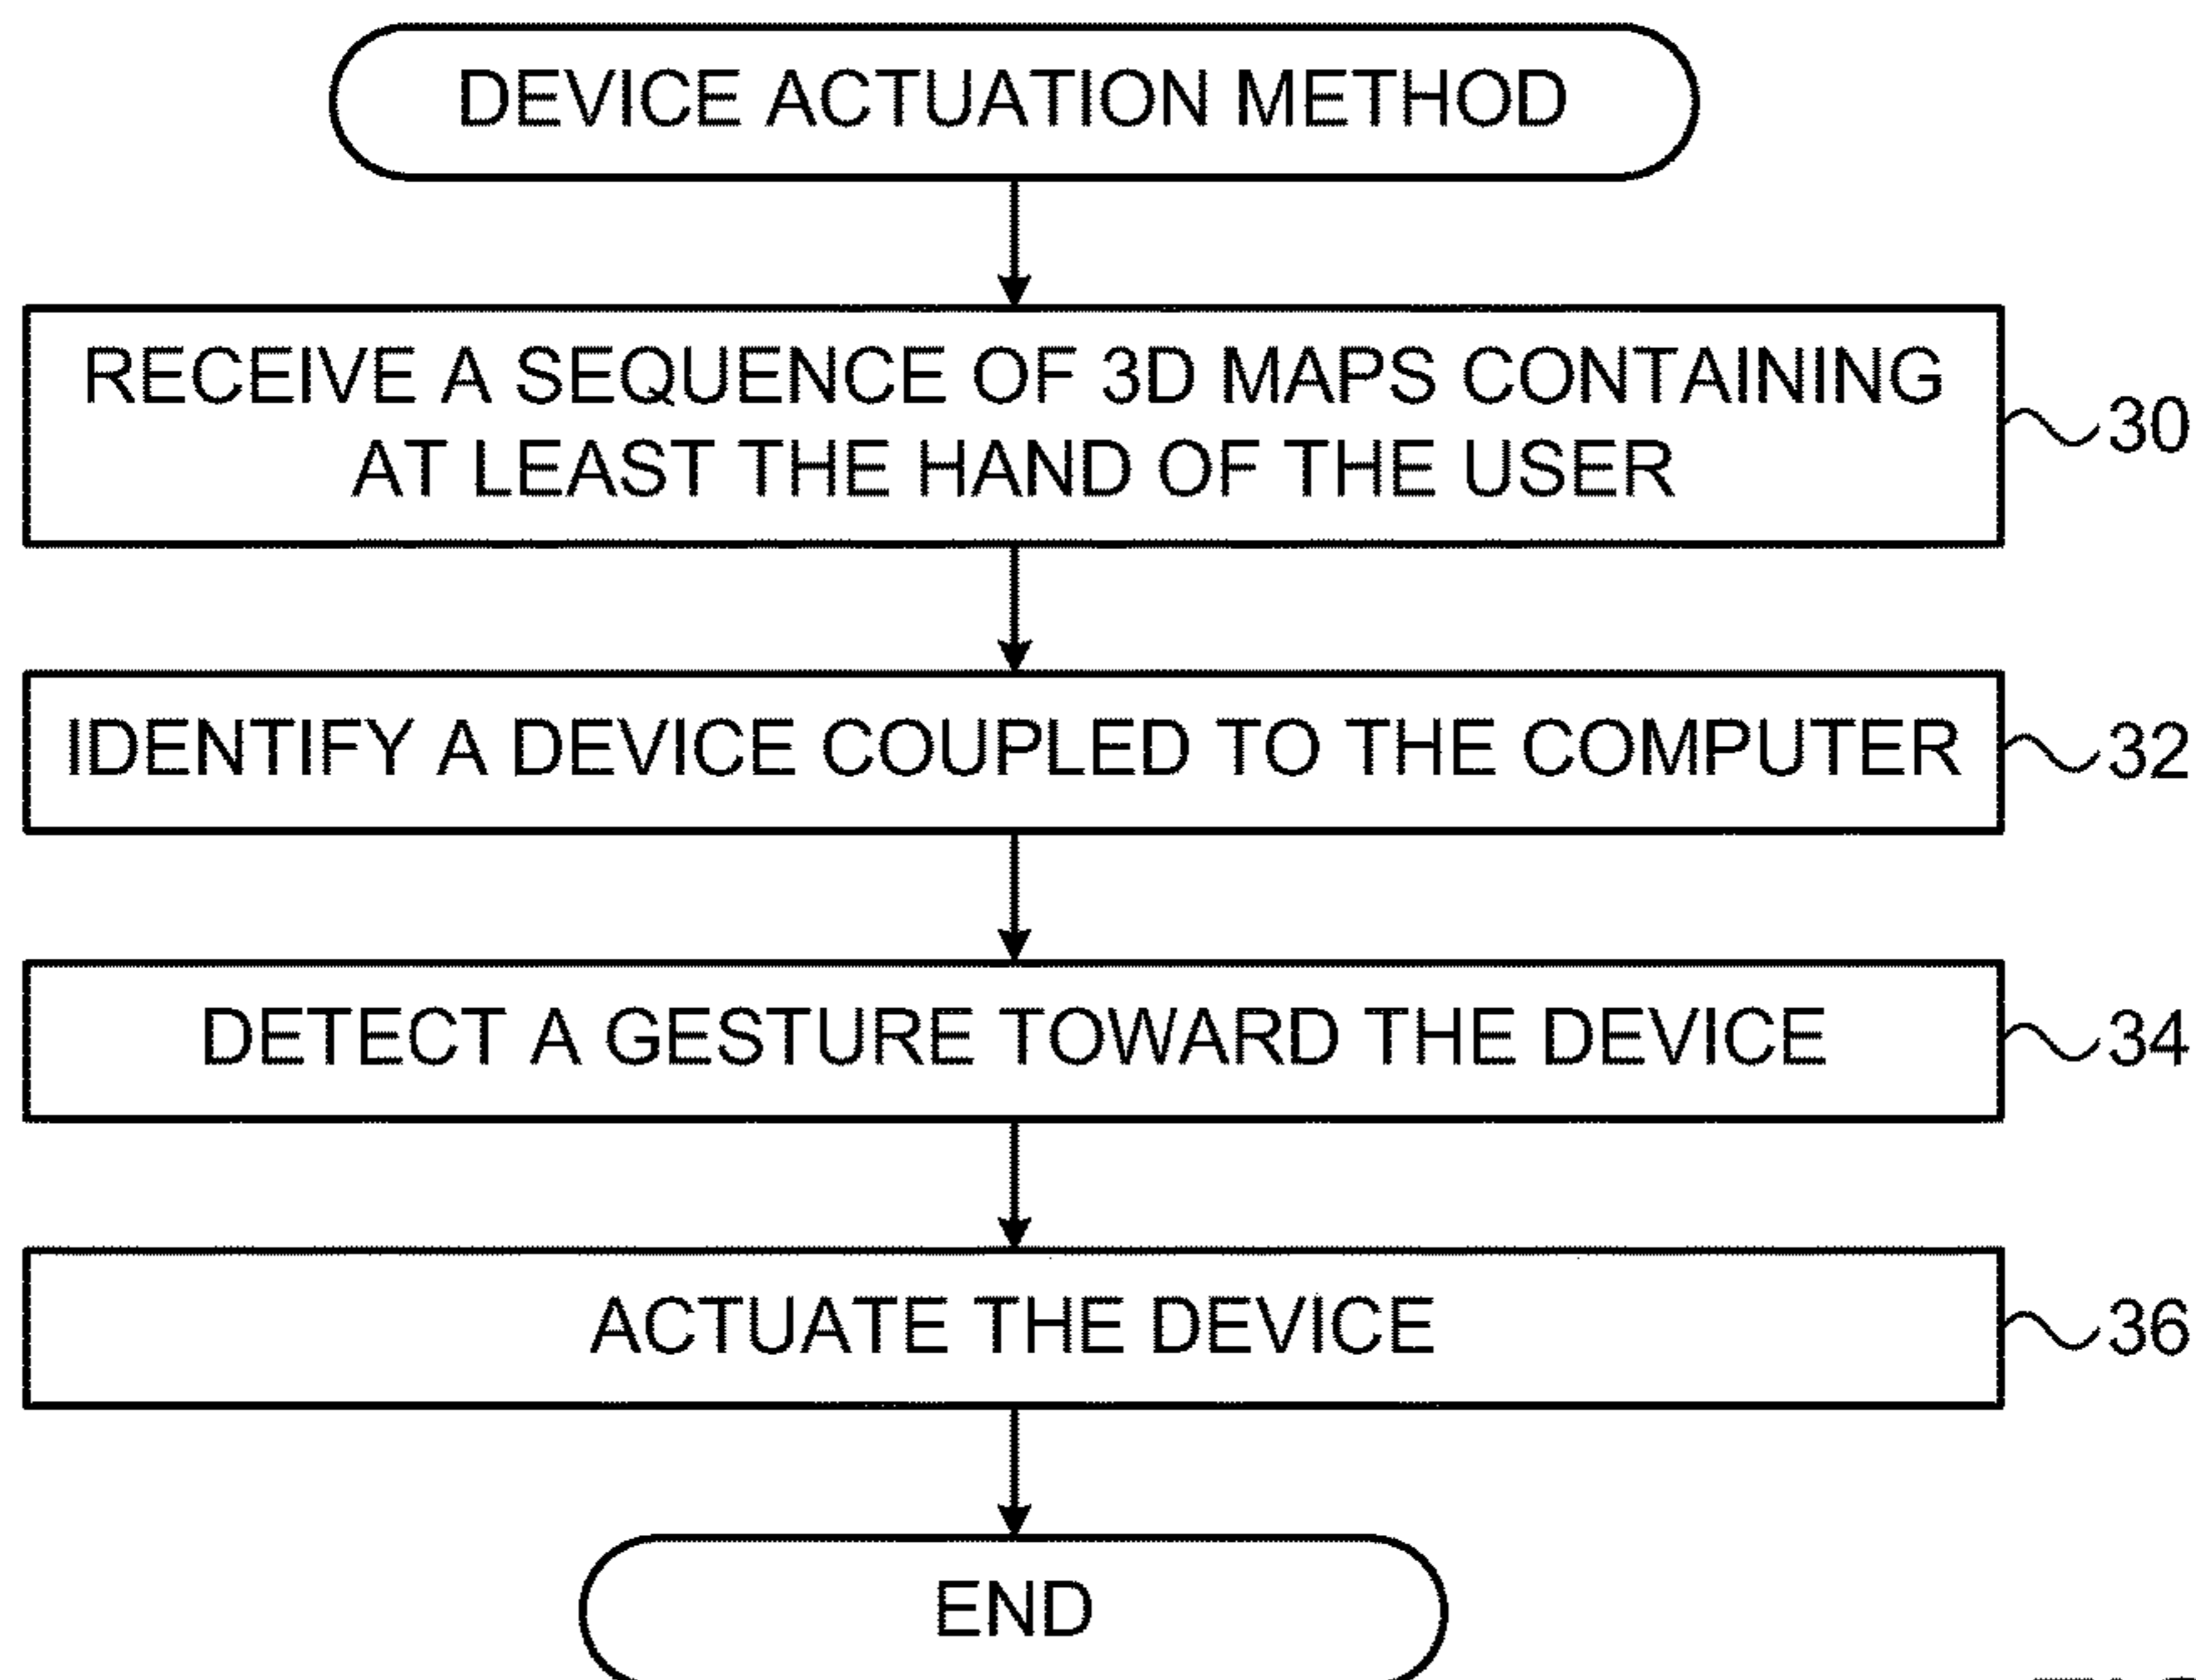 DEVICE ACTUATION METHOD
RECEIVE A SEQUENCE OF 3D MAPS CONTAINING
AT LEAST THE HAND OF THE USER
30
IDENTIFY A DEVICE COUPLED TO THE COMPUTER
32
DETECT A GESTURE TOWARD THE DEVICE
34
ACTUATE THE DEVICE
36
END